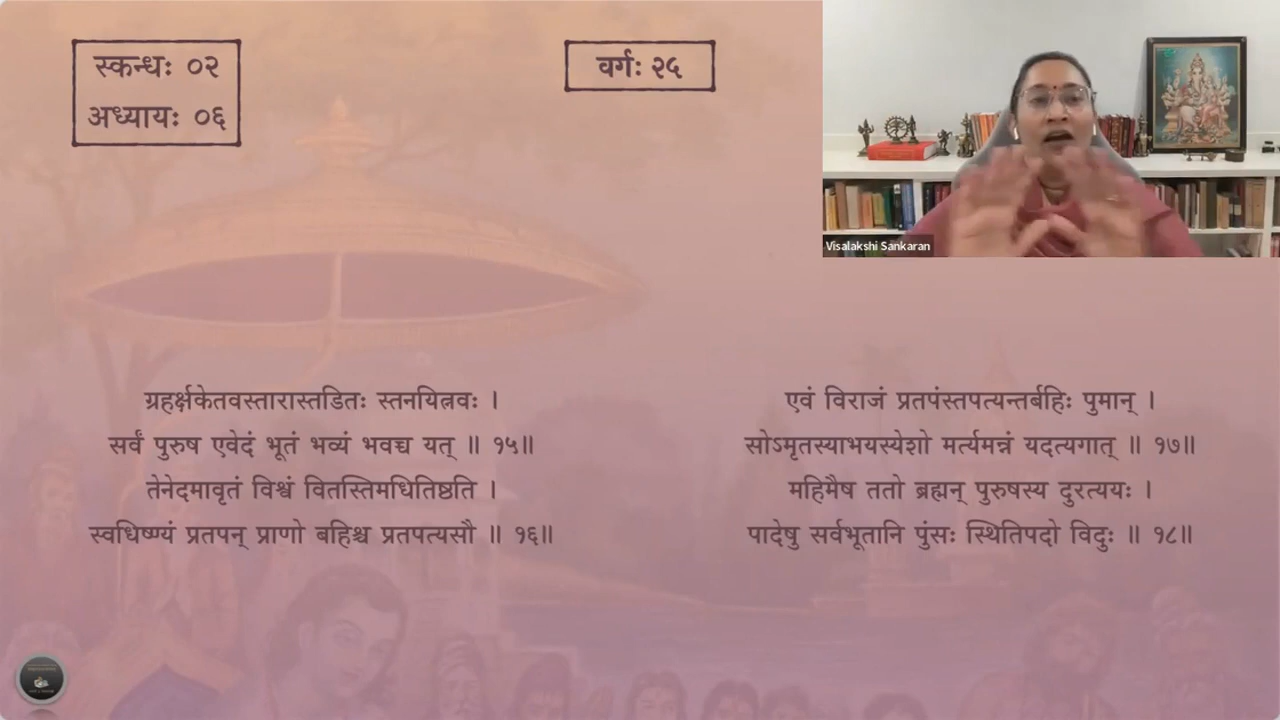 स्कन्धः ०२
अध्यायः ०६
वर्गः २५
Visalakshi Sankaran
ग्रहर्क्षकेतवस्तारास्तडितः स्तनयित्नवः ।
सर्वं पुरुष एवेदं भूतं भव्यं भवच्च यत् ॥ १५॥
तेनेदमावृतं विश्वं वितस्तिमधितिष्ठति ।
स्वधिष्ण्यं प्रतपन् प्राणो बहिश्च प्रतपत्यसौ ॥ १६॥
एवं विराजं प्रतपंस्तपत्यन्तर्बहिः पुमान् ।
सोऽमृतस्याभयस्येशो मर्त्यमन्नं यदत्यगात् ॥ १७॥
महिमैष ततो ब्रह्मन् पुरुषस्य दुरत्ययः ।
पादेषु सर्वभूतानि पुंसः स्थितिपदो विदुः ॥ १८॥